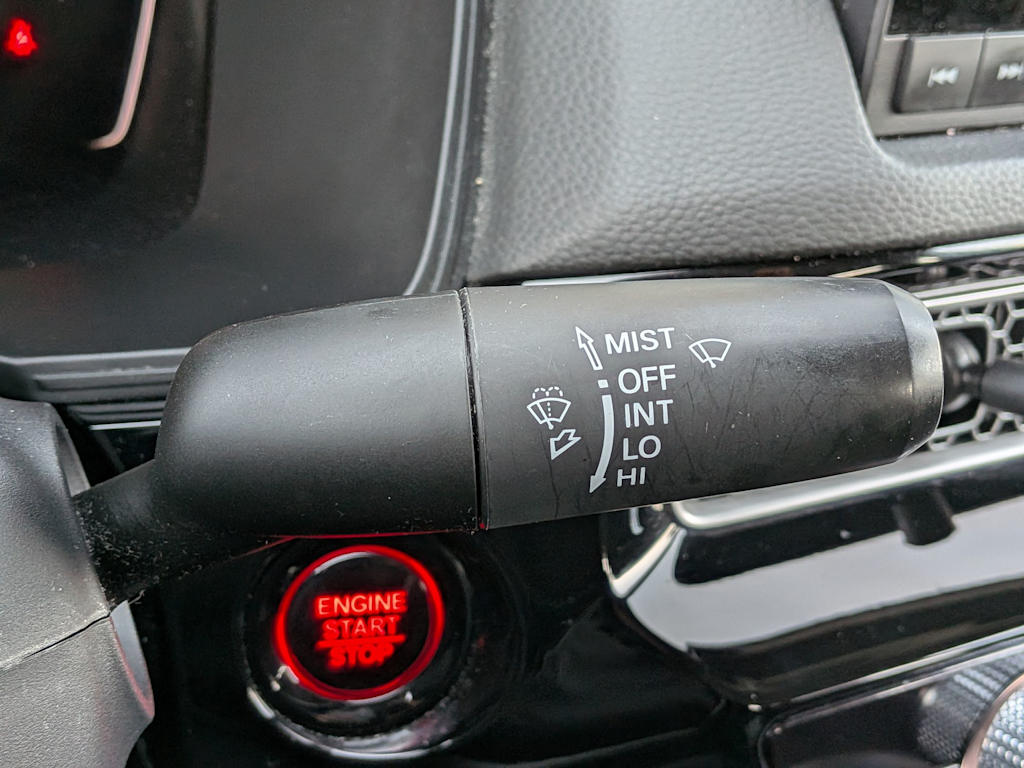 MIST
OFF
INT
LO
HI
ENGINE
START
STOP